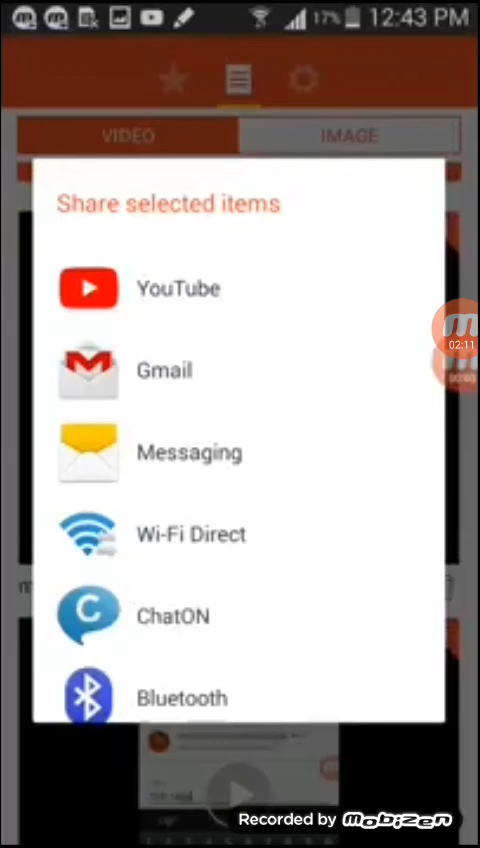 17% 12:43 PM
VIDEO IMAGE
Share selected items
YouTube
Gmail
02:11
Messaging
Wi-Fi Direct
C
ChatON
Bluetooth
Recorded by Mobizen